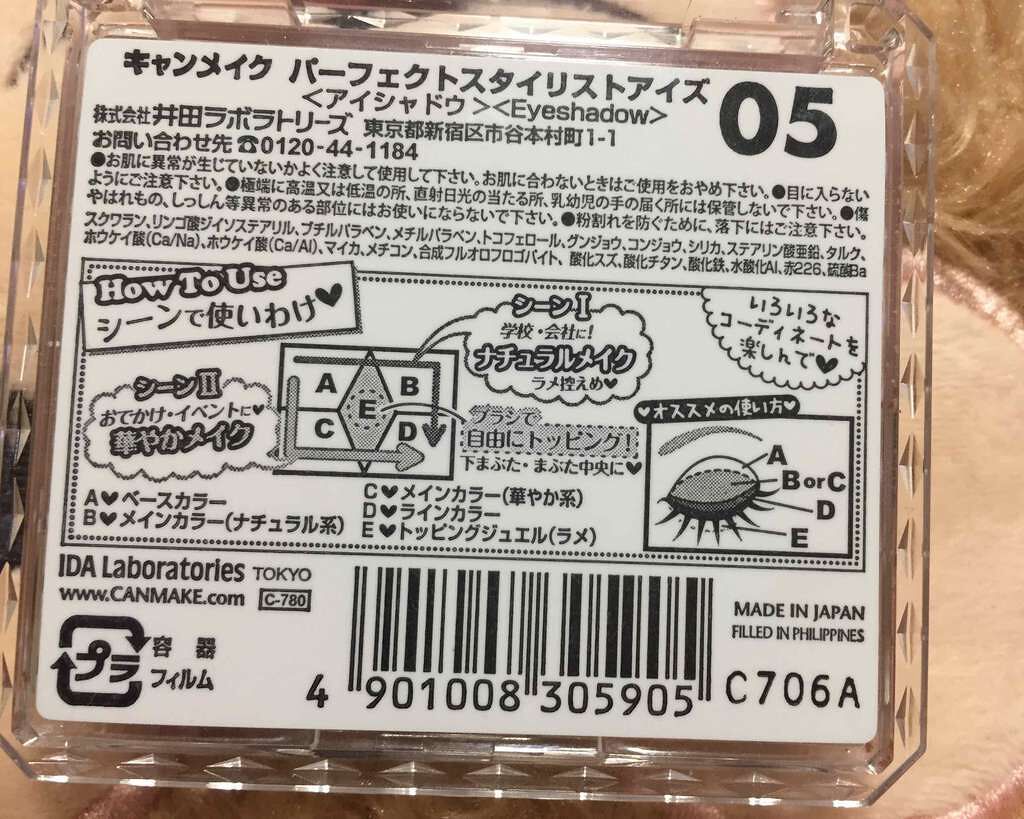 キャンメイク パーフェクトスタイリストアイズ
<アイシャドウ><Eyeshadow>
05
株式会社 井田ラボラトリーズ 東京都新宿区市谷本村町1-1
お問い合わせ先☎0120-44-1184
●お肌に異常が生じていないかよく注意して使用して下さい。お肌に合わないときはご使用をおやめ下さい。●目に入らない
ようにご注意下さい。●極端に高温又は低温の所、直射日光の当たる所、乳幼児の手の届く所には保管しないで下さい。●傷
やはれもの、しっしん等異常のある部位にはお使いにならないで下さい。●粉割れを防ぐために、落下にはご注意下さい。
スクワラン、リンゴ酸ジイソステアリル、ブチルパラベン、メチルパラベン、トコフェロール、グンジョウ、コンジョウ、シリカ、ステアリン酸亜鉛、タルク、
ホウケイ酸(Ca/Na)、ホウケイ酸(Ca/Al)、マイカ、メチコン、合成フルオロフロゴパイト、酸化スズ、酸化チタン、酸化鉄、水酸化Al、赤226、硫酸Ba
How To Use
シーンで使いわけ♥
シーンⅠ
学校・会社に!
ナチュラルメイク
ラメ控えめ♥
いろいろな
コーディネートを
楽しんで♥
シーンⅡ
おでかけ・イベントに♥
華やかメイク
A
B
E
C
D
ブラシで
自由にトッピング!
下まぶた・まぶた中央に♥
♥オススメの使い方♥
A
B or C
D
E
A♥ベースカラー
B♥メインカラー(ナチュラル系)
C♥メインカラー(華やか系)
D♥ラインカラー
E♥トッピングジュエル(ラメ)
IDA Laboratories TOKYO
www.CANMAKE.com C-780
MADE IN JAPAN
FILLED IN PHILIPPINES
プラ
容器
フィルム
4 901008 305905
C706A